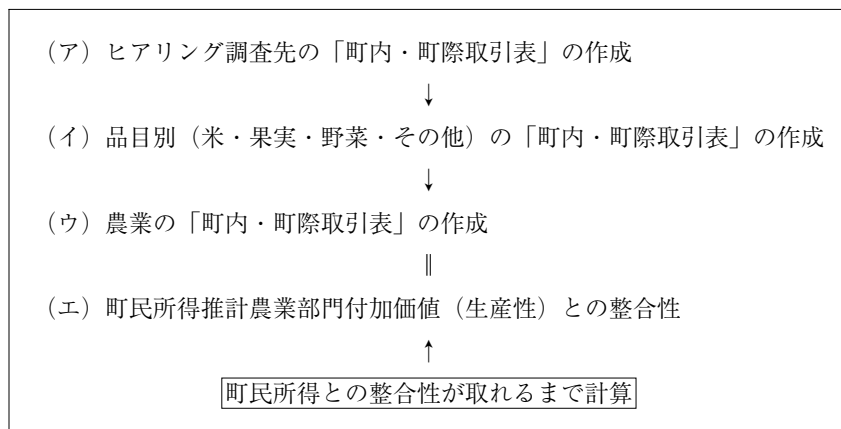 （ア）ヒアリング調査先の「町内・町際取引表」の作成
↓
（イ）品目別（米・果実・野菜・その他）の「町内・町際取引表」の作成
↓
（ウ）農業の「町内・町際取引表」の作成
∥
（エ）町民所得推計農業部門付加価値（生産性）との整合性
↑
町民所得との整合性が取れるまで計算